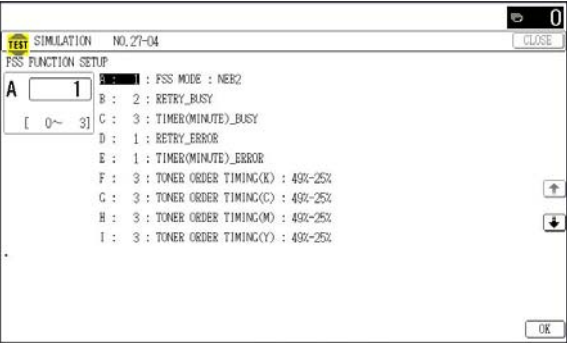 0
TEST SIMULATION NO.27-04 CLOSE
FSS FUNCTION SETUP
A 1
[ 0~ 3]
A : 1 : FSS MODE : NEB2
B : 2 : RETRY_BUSY
C : 3 : TIMER(MINUTE)_BUSY
D : 1 : RETRY_ERROR
E : 1 : TIMER(MINUTE)_ERROR
F : 3 : TONER ORDER TIMING(K) : 49%-25%
G : 3 : TONER ORDER TIMING(C) : 49%-25%
H : 3 : TONER ORDER TIMING(M) : 49%-25%
I : 3 : TONER ORDER TIMING(Y) : 49%-25%
OK